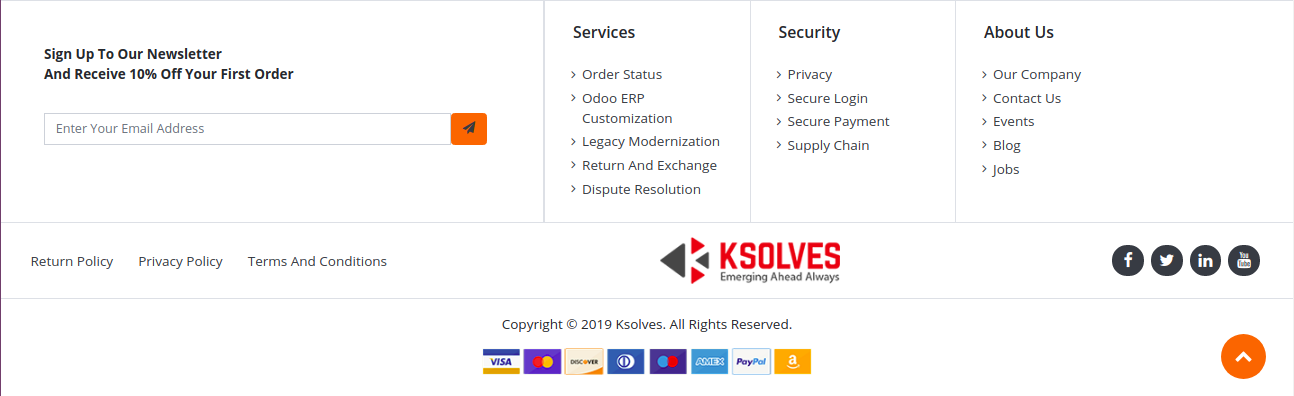 Sign Up To Our Newsletter
And Receive 10% Off Your First Order
Enter Your Email Address
Services
Order Status
Odoo ERP
Customization
Legacy Modernization
Return And Exchange
Dispute Resolution
Security
Privacy
Secure Login
Secure Payment
Supply Chain
About Us
Our Company
Contact Us
Events
Blog
Jobs
Return Policy Privacy Policy Terms And Conditions
KSOLVES
Emerging Ahead Always
f in You Tube
Copyright © 2019 Ksolves. All Rights Reserved.
VISA DISCOVER AMEX PayPal a